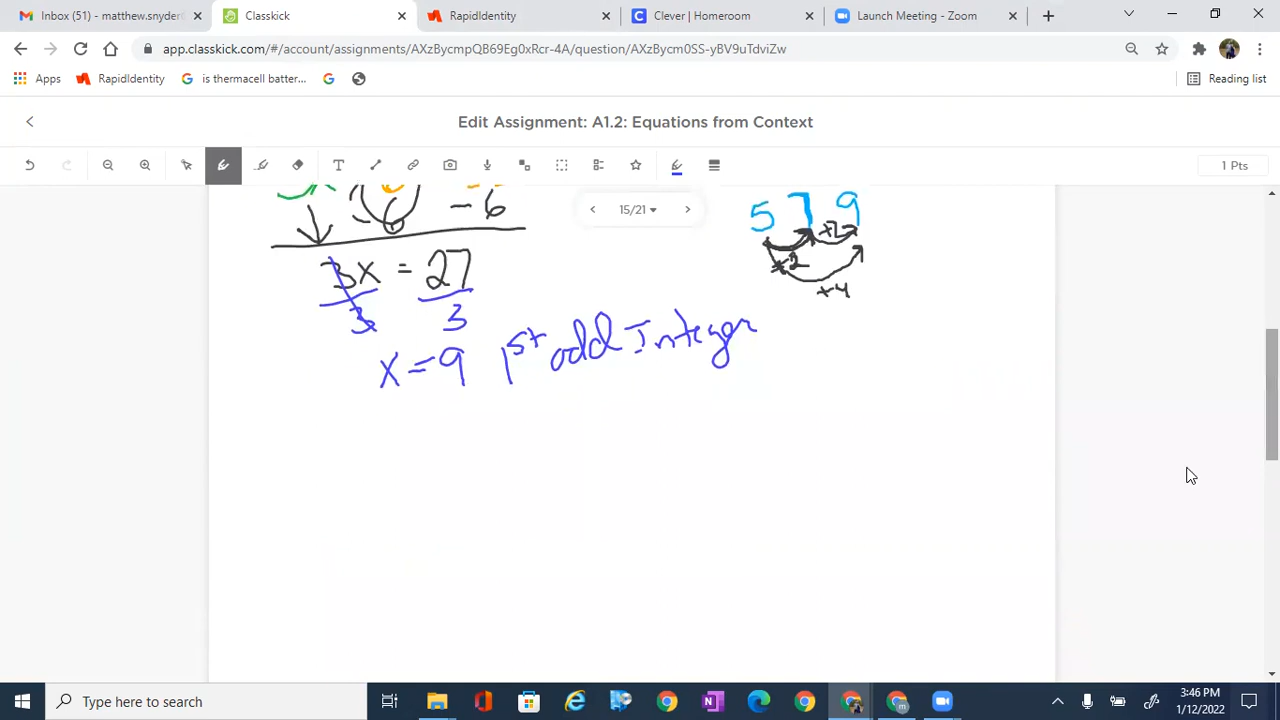 Inbox (51) - matthew.snyder@
Classkick
RapidIdentity
Clever | Homeroom
Launch Meeting - Zoom
app.classkick.com/#/account/assignments/AXzBycmpQB69Eg0xRcr-4A/question/AXzBycm0SS-yBV9uTdviZw
Apps
RapidIdentity
is thermacell batter...
Reading list
Edit Assignment: A1.2: Equations from Context
1 Pts
15/21
- 6
5 7 9
+2
+2
+4
3x = 27
3 3
x = 9 1st odd Integer
Type here to search
3:46 PM
1/12/2022